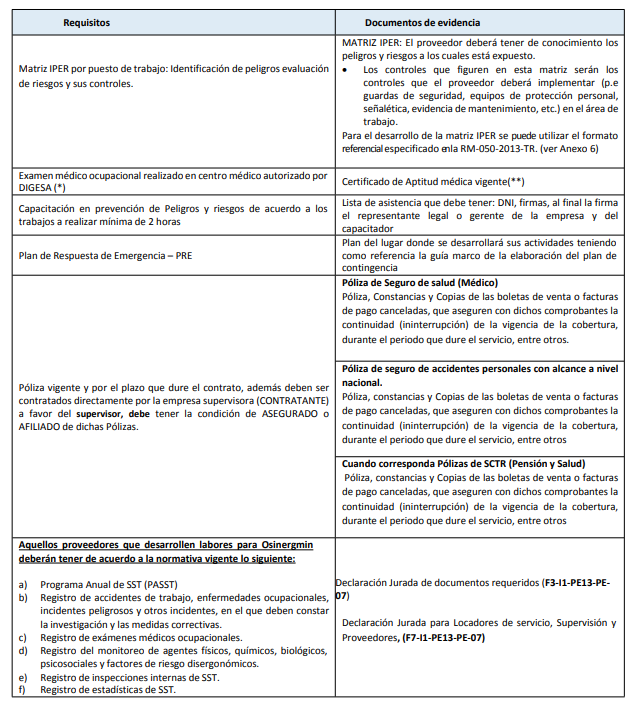 Requisitos
Documentos de evidencia
Matriz IPER por puesto de trabajo: Identificación de peligros evaluación
de riesgos y sus controles.
MATRIZ IPER: El proveedor deberá tener de conocimiento los
peligros y riesgos a los cuales está expuesto.
• Los controles que figuren en esta matriz serán los
controles que el proveedor deberá implementar (p.e
guardas de seguridad, equipos de protección personal,
señalética, evidencia de mantenimiento, etc.) en el área de
trabajo.
Para el desarrollo de la matriz IPER se puede utilizar el formato
referencial especificado enla RM-050-2013-TR. (ver Anexo 6)
Examen médico ocupacional realizado en centro médico autorizado por
DIGESA (*)
Certificado de Aptitud médica vigente(**)
Capacitación en prevención de Peligros y riesgos de acuerdo a los
trabajos a realizar mínima de 2 horas
Lista de asistencia que debe tener: DNI, firmas, al final la firma
el representante legal o gerente de la empresa y del
capacitador
Plan de Respuesta de Emergencia – PRE
Plan del lugar donde se desarrollará sus actividades teniendo
como referencia la guía marco de la elaboración del plan de
contingencia
Póliza vigente y por el plazo que dure el contrato, además deben ser
contratados directamente por la empresa supervisora (CONTRATANTE)
a favor del supervisor, debe tener la condición de ASEGURADO o
AFILIADO de dichas Pólizas.
Póliza de Seguro de salud (Médico)
Póliza, Constancias y Copias de las boletas de venta o facturas
de pago canceladas, que aseguren con dichos comprobantes la
continuidad (ininterrupción) de la vigencia de la cobertura,
durante el periodo que dure el servicio, entre otros.
Póliza de seguro de accidentes personales con alcance a nivel
nacional.
Póliza, constancias y Copias de las boletas de venta o facturas
de pago canceladas, que aseguren con dichos comprobantes la
continuidad (ininterrupción) de la vigencia de la cobertura,
durante el periodo que dure el servicio, entre otros
Cuando corresponda Pólizas de SCTR (Pensión y Salud)
Póliza, constancias y Copias de las boletas de venta o facturas
de pago canceladas, que aseguren con dichos comprobantes la
continuidad (ininterrupción) de la vigencia de la cobertura,
durante el periodo que dure el servicio, entre otros
Aquellos proveedores que desarrollen labores para Osinergmin
deberán tener de acuerdo a la normativa vigente lo siguiente:
a) Programa Anual de SST (PASST)
b) Registro de accidentes de trabajo, enfermedades ocupacionales,
incidentes peligrosos y otros incidentes, en el que deben constar
la investigación y las medidas correctivas.
c) Registro de exámenes médicos ocupacionales.
d) Registro del monitoreo de agentes físicos, químicos, biológicos,
psicosociales y factores de riesgo disergonómicos.
e) Registro de inspecciones internas de SST.
f) Registro de estadísticas de SST.
Declaración Jurada de documentos requeridos (F3-I1-PE13-PE-
07)
Declaración Jurada para Locadores de servicio, Supervisión y
Proveedores, (F7-I1-PE13-PE-07)